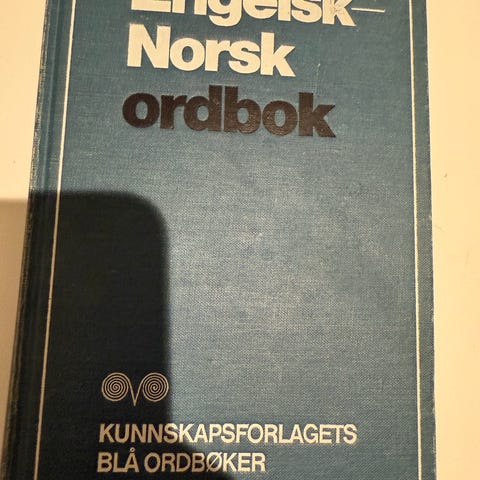 Engelsk–
Norsk
ordbok
KUNNSKAPSFORLAGETS
BLÅ ORDBØKER